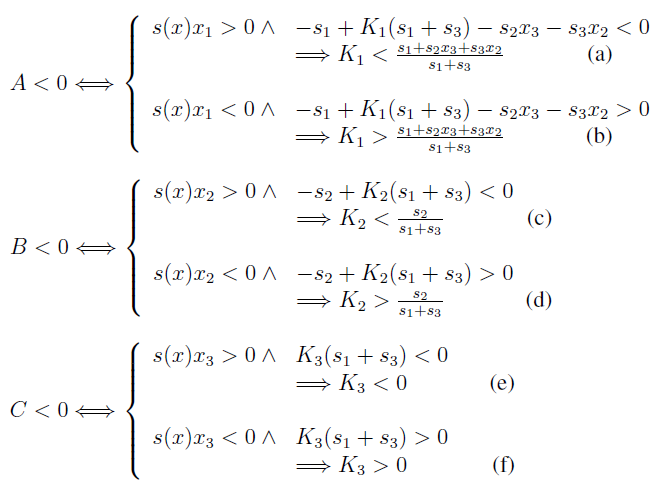 A < 0 ⟺ { s(x)x₁ > 0 ∧ −s₁ + K₁(s₁ + s₃) − s₂x₃ − s₃x₂ < 0
⟹ K₁ < (s₁+s₂x₃+s₃x₂)/(s₁+s₃) (a)
s(x)x₁ < 0 ∧ −s₁ + K₁(s₁ + s₃) − s₂x₃ − s₃x₂ > 0
⟹ K₁ > (s₁+s₂x₃+s₃x₂)/(s₁+s₃) (b)
B < 0 ⟺ { s(x)x₂ > 0 ∧ −s₂ + K₂(s₁ + s₃) < 0
⟹ K₂ < s₂/(s₁+s₃) (c)
s(x)x₂ < 0 ∧ −s₂ + K₂(s₁ + s₃) > 0
⟹ K₂ > s₂/(s₁+s₃) (d)
C < 0 ⟺ { s(x)x₃ > 0 ∧ K₃(s₁ + s₃) < 0
⟹ K₃ < 0 (e)
s(x)x₃ < 0 ∧ K₃(s₁ + s₃) > 0
⟹ K₃ > 0 (f)